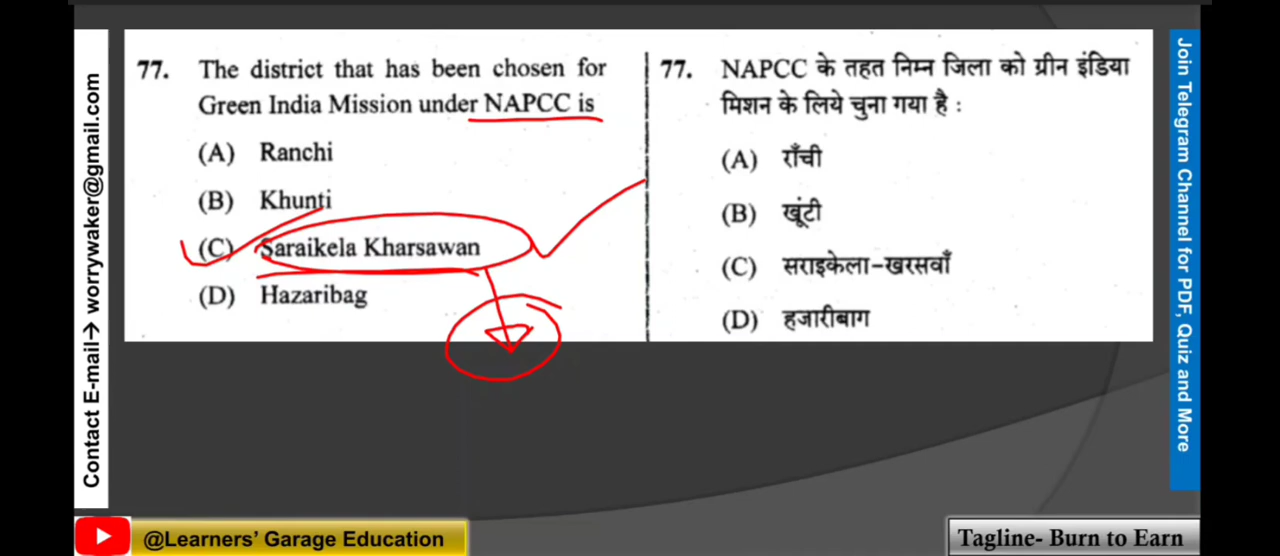 Contact E-mail→ worrywaker@gmail.com
77. The district that has been chosen for
Green India Mission under NAPCC is
(A) Ranchi
(B) Khunti
(C) Saraikela Kharsawan
(D) Hazaribag
77. NAPCC के तहत निम्न जिला को ग्रीन इंडिया
मिशन के लिये चुना गया है :
(A) राँची
(B) खूंटी
(C) सराइकेला-खरसवाँ
(D) हजारीबाग
Join Telegram Channel for PDF, Quiz and More
@Learners' Garage Education
Tagline- Burn to Earn